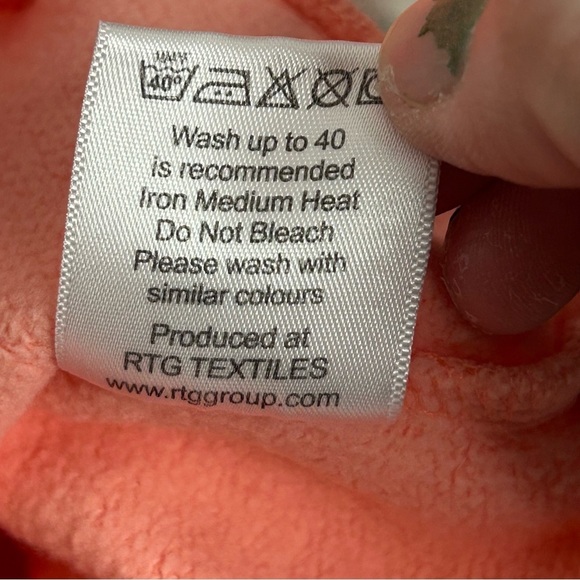 40°
Wash up to 40
is recommended
Iron Medium Heat
Do Not Bleach
Please wash with
similar colours
Produced at
RTG TEXTILES
www.rtggroup.com